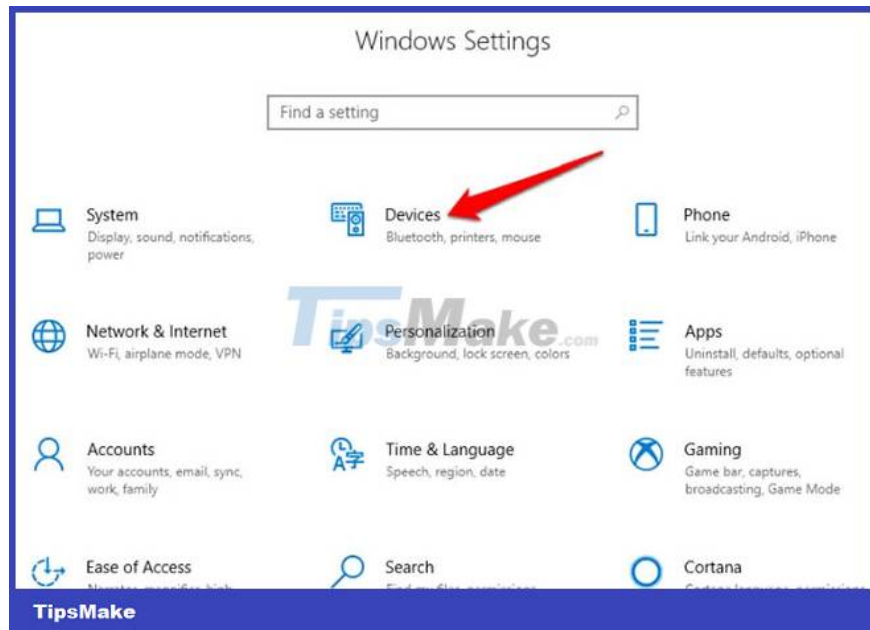 Windows Settings
Find a setting
System
Display, sound, notifications,
power
Devices
Bluetooth, printers, mouse
Phone
Link your Android, iPhone
Network & Internet
Wi-Fi, airplane mode, VPN
Personalization
Background, lock screen, colors
Apps
Uninstall, defaults, optional
features
TipsMake.com
Accounts
Your accounts, email, sync,
work, family
Time & Language
Speech, region, date
Gaming
Game bar, captures,
broadcasting, Game Mode
Ease of Access
Search
Cortana
TipsMake